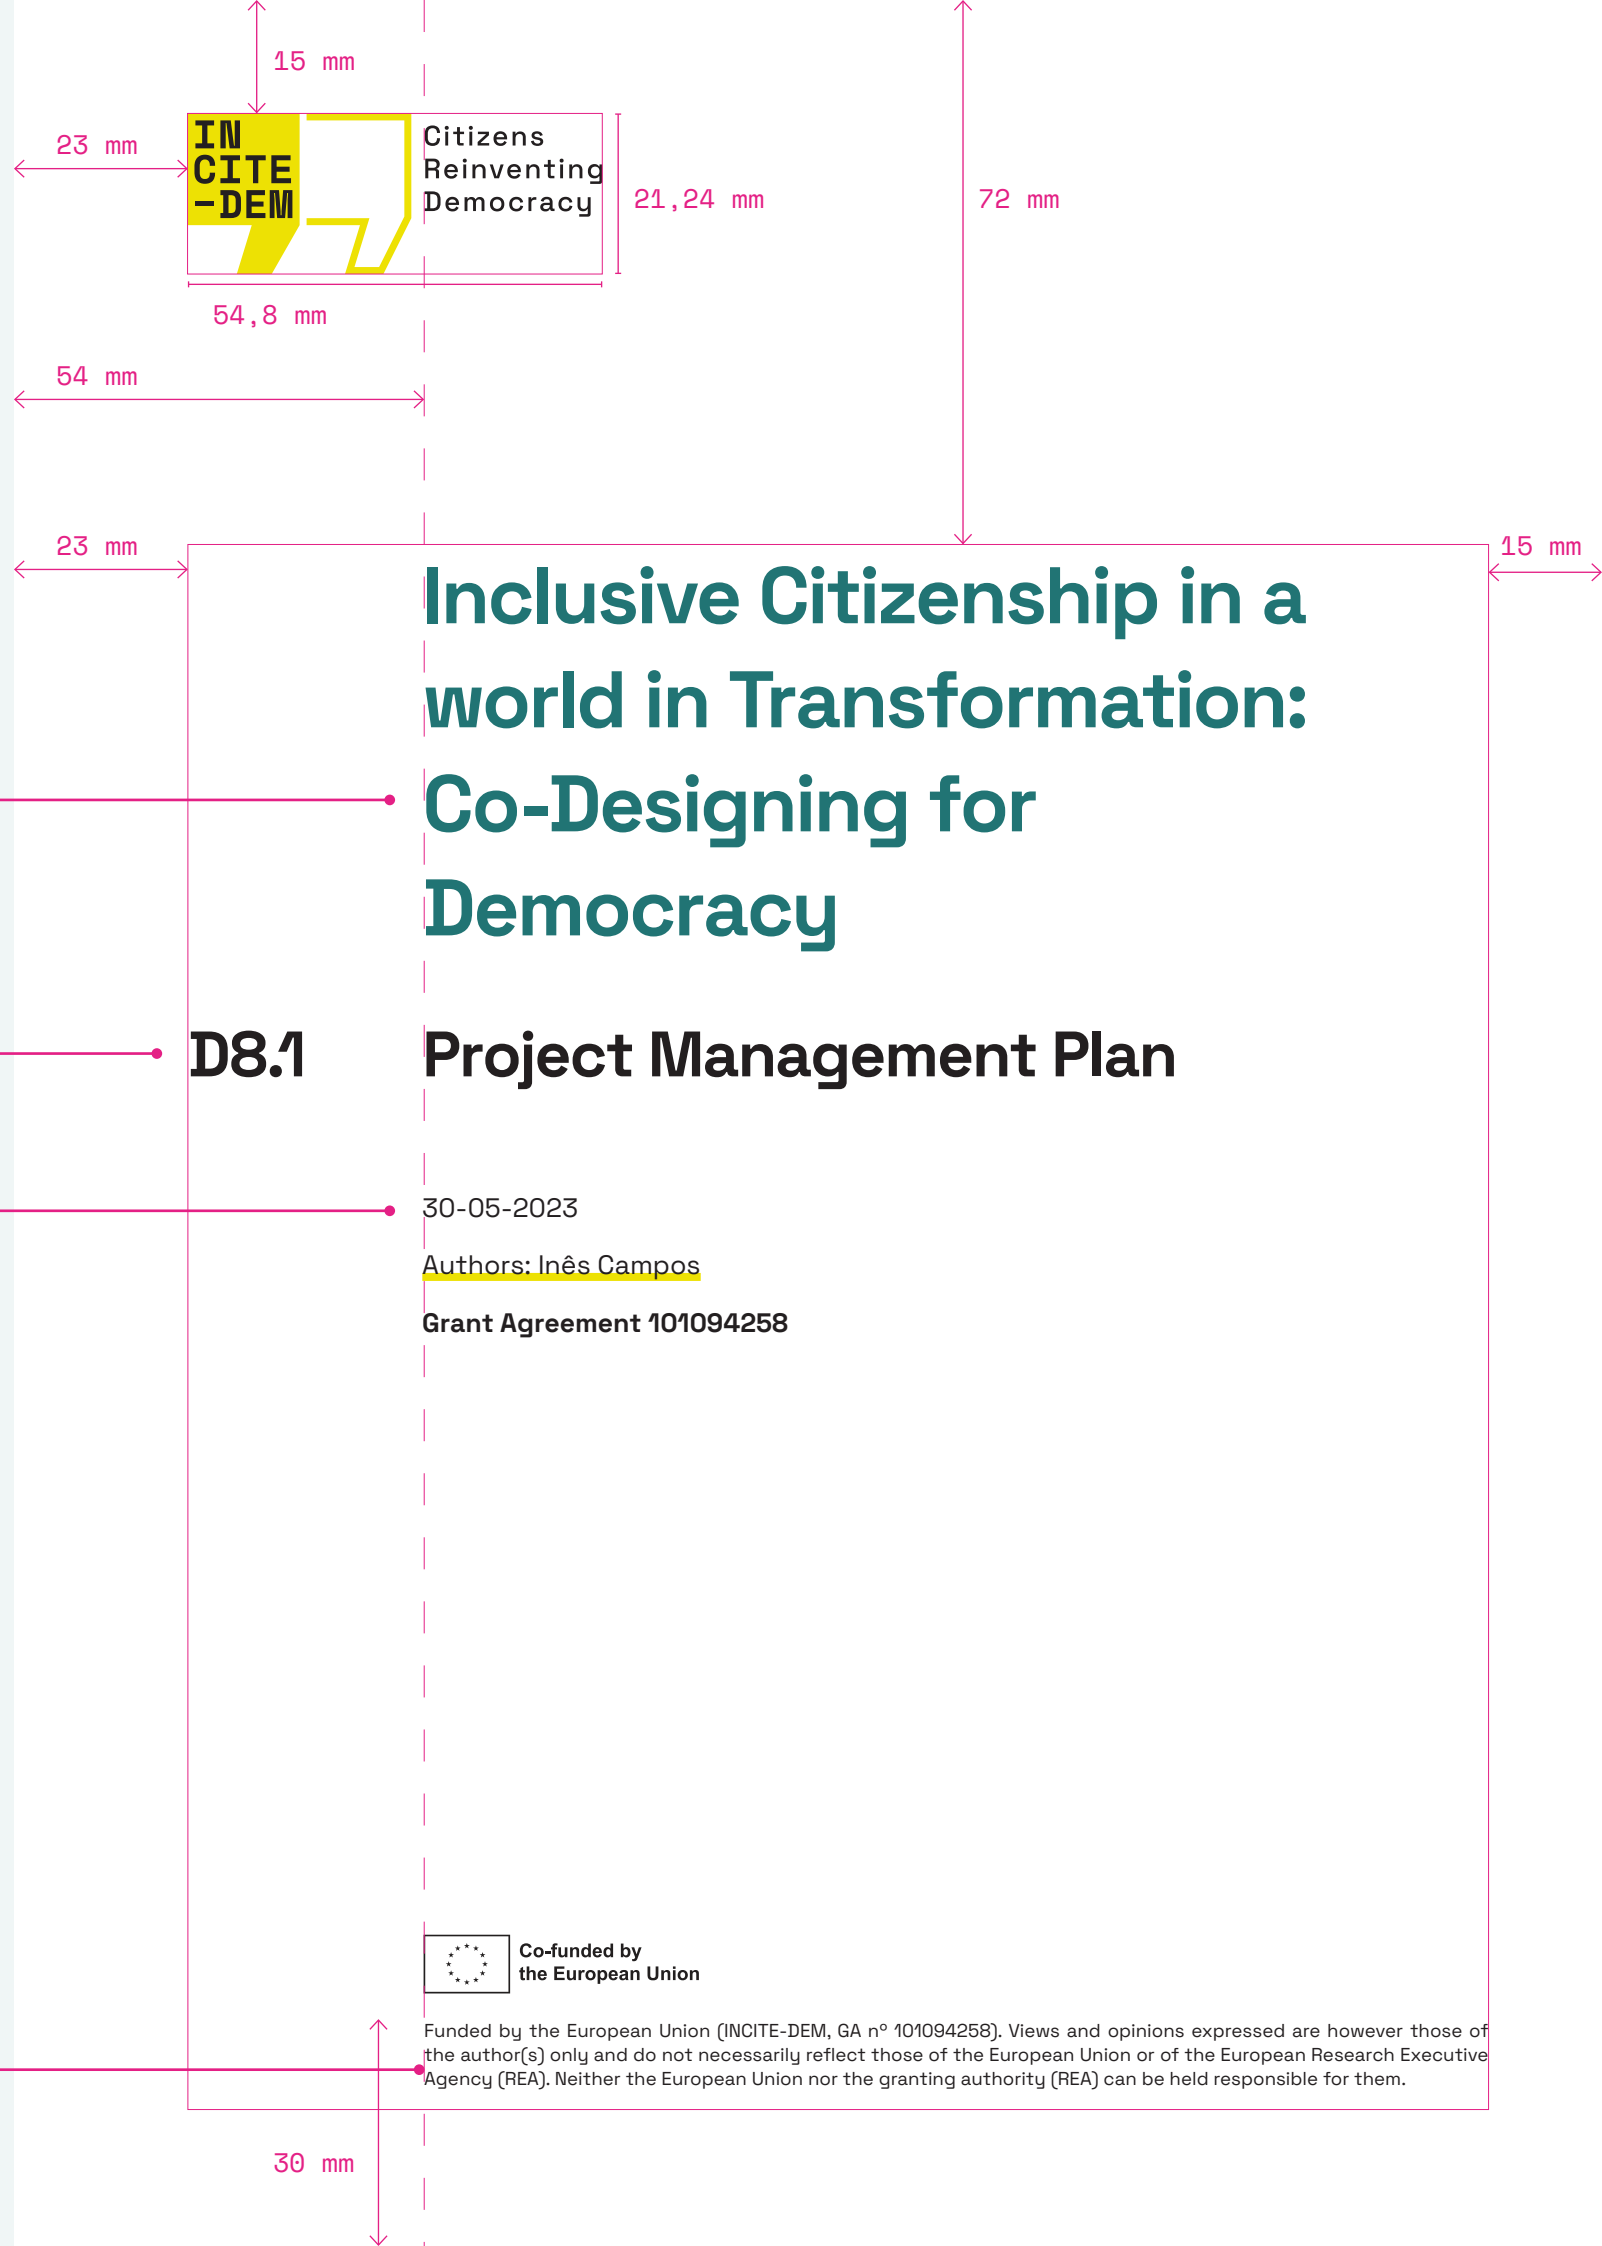 15 mm
23 mm
IN
CITE
-DEM
Citizens
Reinventing
Democracy
21,24 mm
72 mm
54,8 mm
54 mm
23 mm
15 mm
Inclusive Citizenship in a
world in Transformation:
Co-Designing for
Democracy
D8.1 Project Management Plan
30-05-2023
Authors: Inês Campos
Grant Agreement 101094258
Co-funded by
the European Union
Funded by the European Union (INCITE-DEM, GA nº 101094258). Views and opinions expressed are however those of
the author(s) only and do not necessarily reflect those of the European Union or of the European Research Executive
Agency (REA). Neither the European Union nor the granting authority (REA) can be held responsible for them.
30 mm